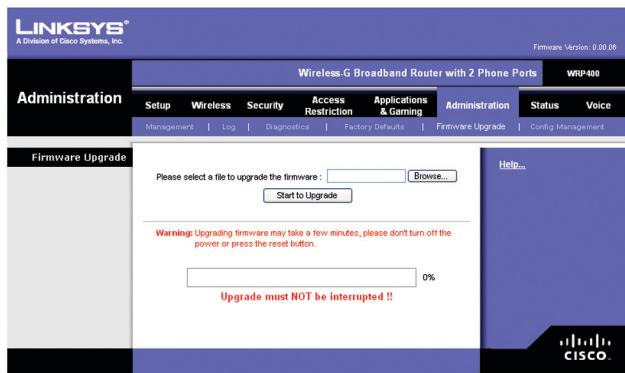 LINKSYS®
A Division of Cisco Systems, Inc.
Firmware Version: 0.00.06
Wireless-G Broadband Router with 2 Phone Ports WRP400
Administration
Setup Wireless Security Access Restriction Applications & Gaming Administration Status Voice
Management | Log | Diagnostics | Factory Defaults | Firmware Upgrade | Config Management
Firmware Upgrade
Help...
Please select a file to upgrade the firmware : Browse...
Start to Upgrade
Warning: Upgrading firmware may take a few minutes, please don't turn off the
power or press the reset button.
0%
Upgrade must NOT be interrupted !!
CISCO.